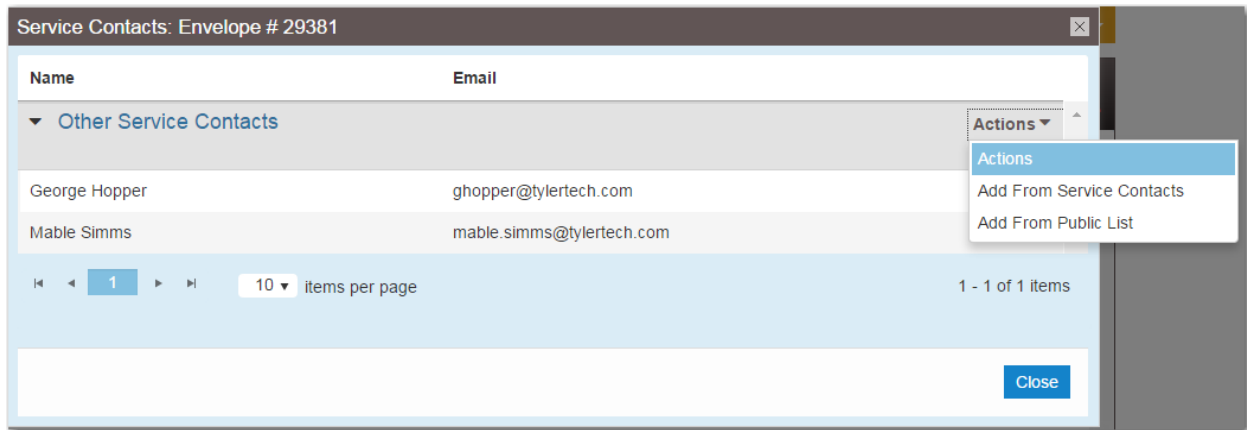 Service Contacts: Envelope # 29381
Name Email
Other Service Contacts Actions
Actions
Add From Service Contacts
Add From Public List
George Hopper ghopper@tylertech.com
Mable Simms mable.simms@tylertech.com
1 10 items per page 1 - 1 of 1 items
Close